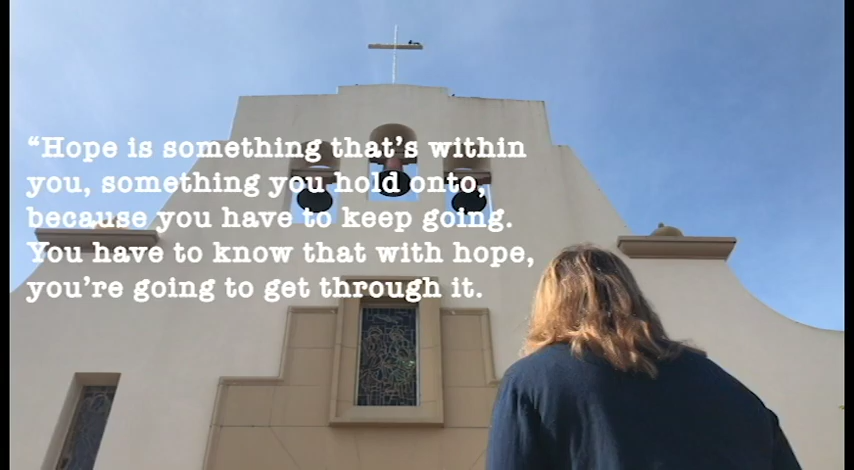 “Hope is something that’s within
you, something you hold onto,
because you have to keep going.
You have to know that with hope,
you’re going to get through it.